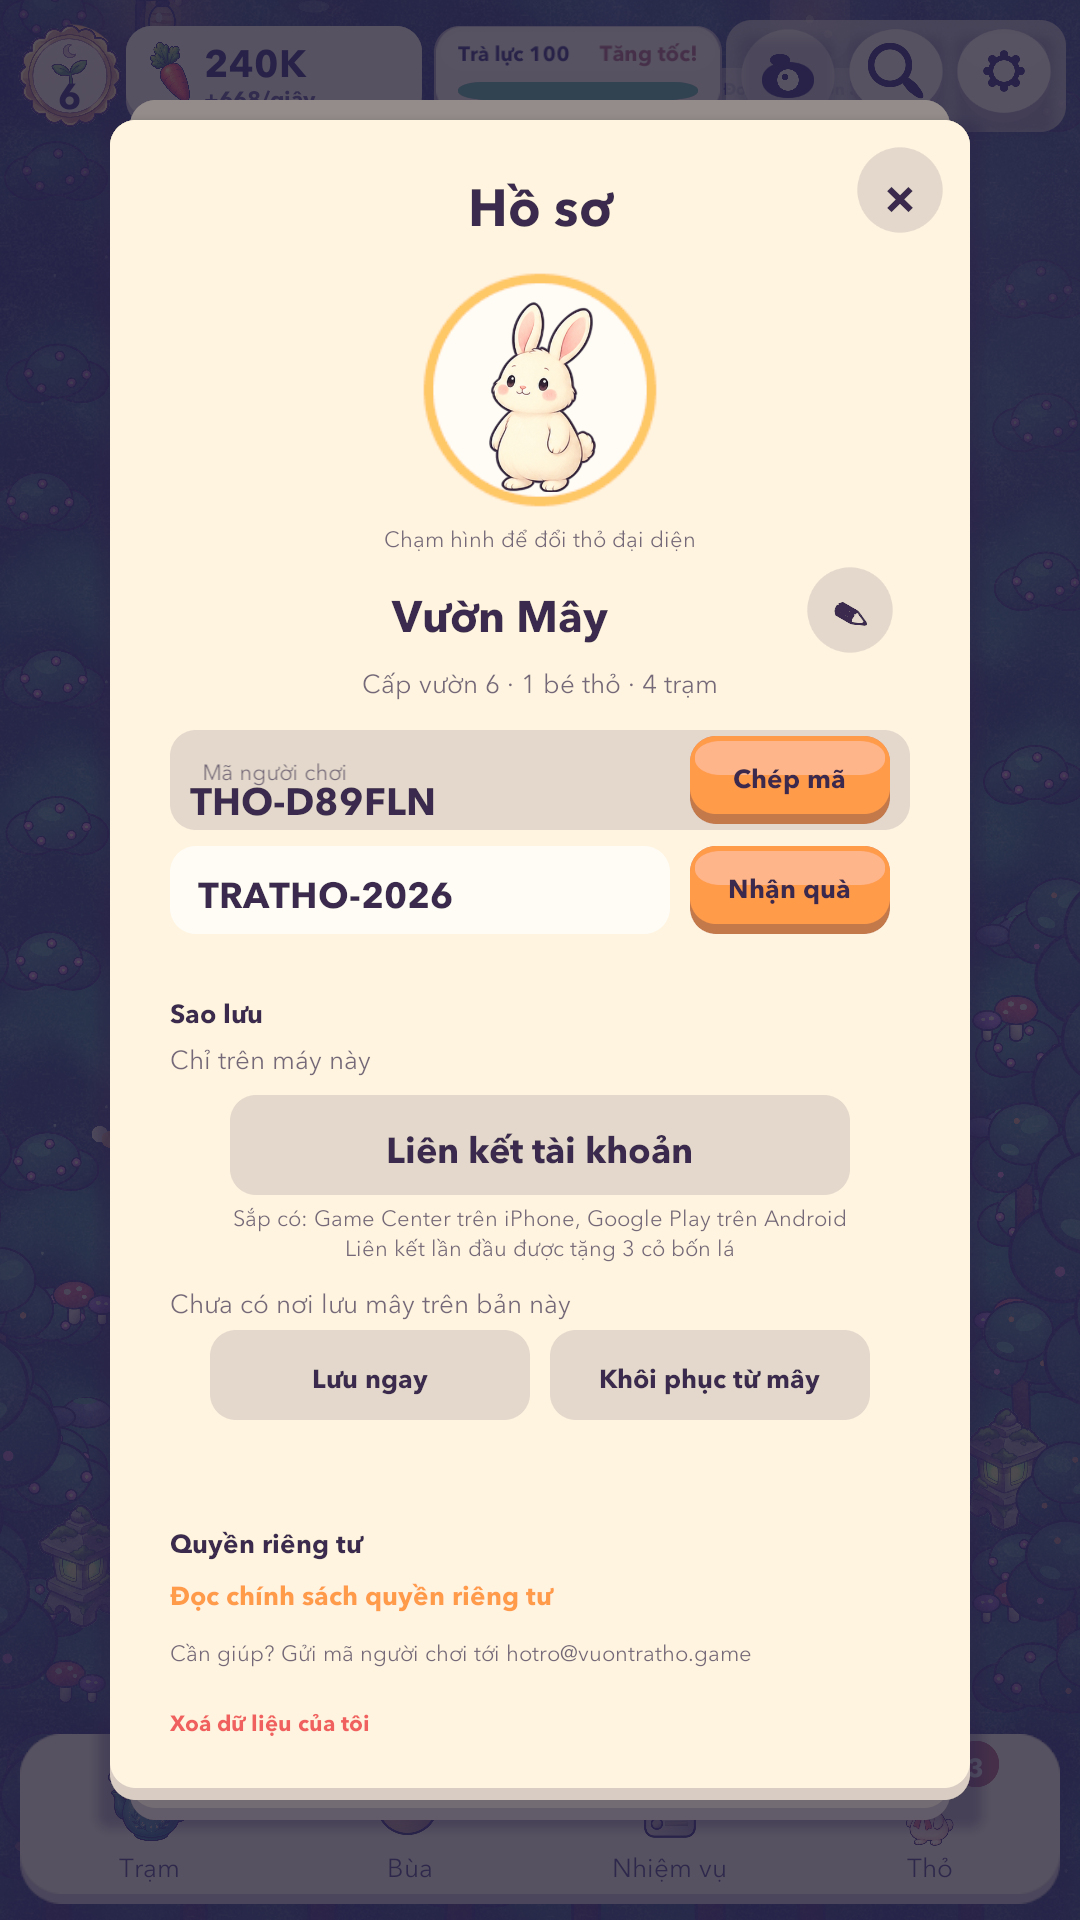 240K
+668/giây
Trà lực 100
Tăng tốc!
6
Hồ sơ
Chạm hình để đổi thỏ đại diện
Vườn Mây
Cấp vườn 6 · 1 bé thỏ · 4 trạm
Mã người chơi
THO-D89FLN
Chép mã
TRATHO-2026
Nhận quà
Sao lưu
Chỉ trên máy này
Liên kết tài khoản
Sắp có: Game Center trên iPhone, Google Play trên Android
Liên kết lần đầu được tặng 3 cỏ bốn lá
Chưa có nơi lưu mây trên bản này
Lưu ngay
Khôi phục từ mây
Quyền riêng tư
Đọc chính sách quyền riêng tư
Cần giúp? Gửi mã người chơi tới hotro@vuontratho.game
Xoá dữ liệu của tôi
3
Trạm
Bùa
Nhiệm vụ
Thỏ